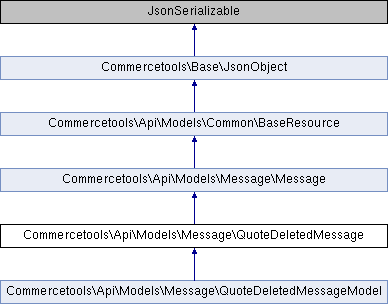 JsonSerializable
Commercetools\Base\JsonObject
Commercetools\Api\Models\Common\BaseResource
Commercetools\Api\Models\Message\Message
Commercetools\Api\Models\Message\QuoteDeletedMessage
Commercetools\Api\Models\Message\QuoteDeletedMessageModel